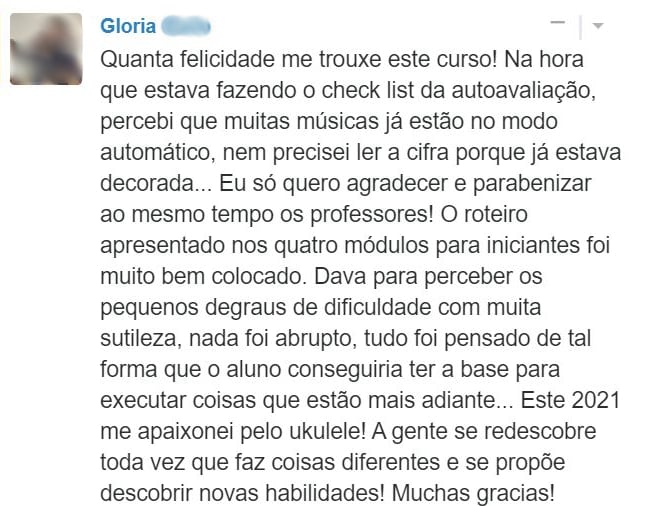 Gloria
Quanta felicidade me trouxe este curso! Na hora
que estava fazendo o check list da autoavaliação,
percebi que muitas músicas já estão no modo
automático, nem precisei ler a cifra porque já estava
decorada... Eu só quero agradecer e parabenizar
ao mesmo tempo os professores! O roteiro
apresentado nos quatro módulos para iniciantes foi
muito bem colocado. Dava para perceber os
pequenos degraus de dificuldade com muita
sutileza, nada foi abrupto, tudo foi pensado de tal
forma que o aluno conseguiria ter a base para
executar coisas que estão mais adiante... Este 2021
me apaixonei pelo ukulele! A gente se redescobre
toda vez que faz coisas diferentes e se propõe
descobrir novas habilidades! Muchas gracias!